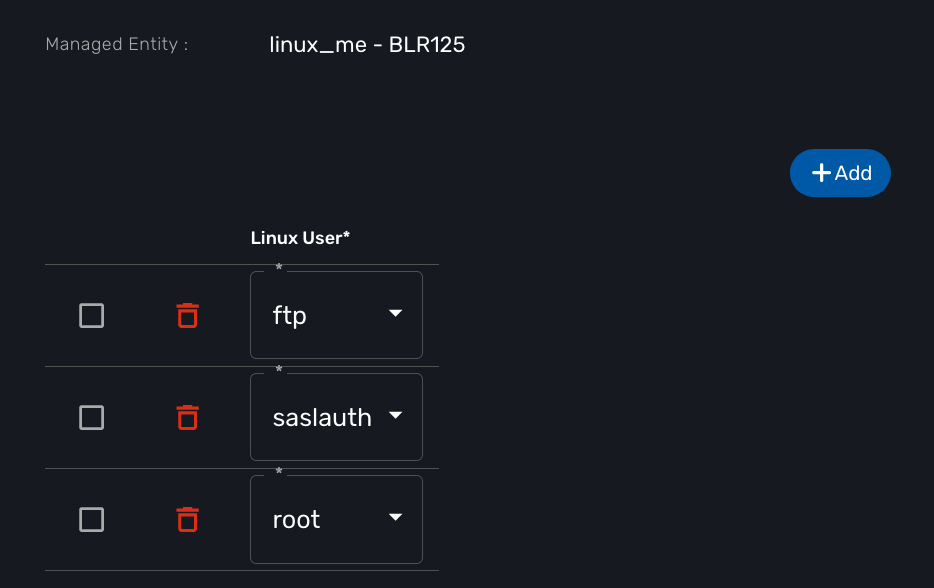 Managed Entity : linux_me - BLR125
+Add
Linux User*
*
ftp
*
saslauth
*
root